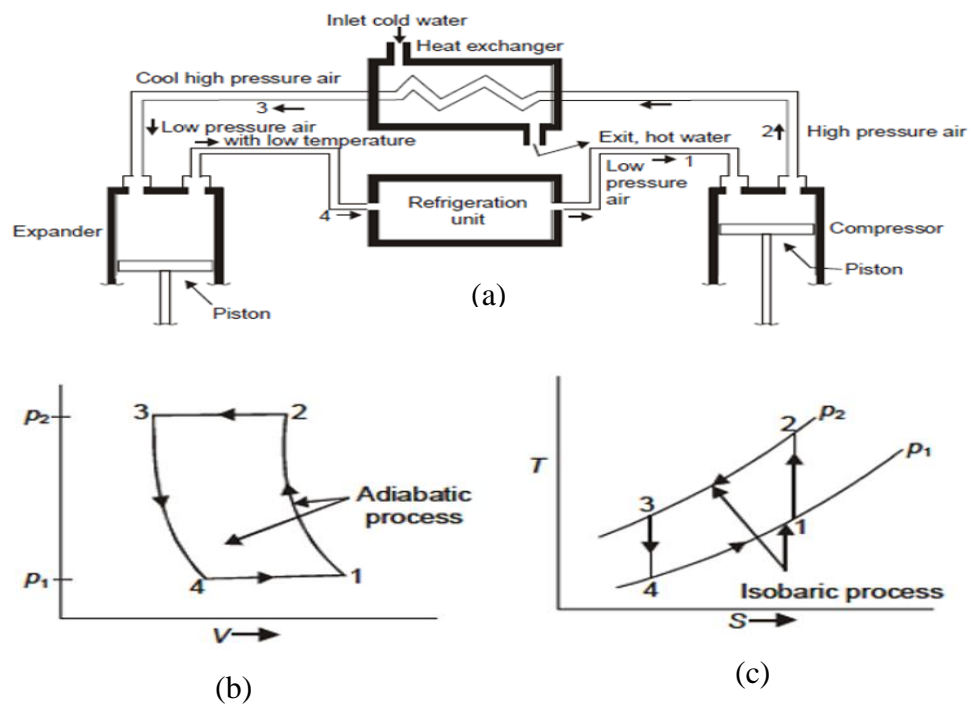 Inlet cold water
Heat exchanger
Cool high pressure air
3
Low pressure air
with low temperature
2
High pressure air
Exit, hot water
1
Low
pressure
air
4
Refrigeration
unit
Expander
Compressor
Piston
Piston
(a)
p₂
3
2
Adiabatic
process
p₁
4
1
V
(b)
T
p₂
2
p₁
3
1
4
Isobaric process
S
(c)